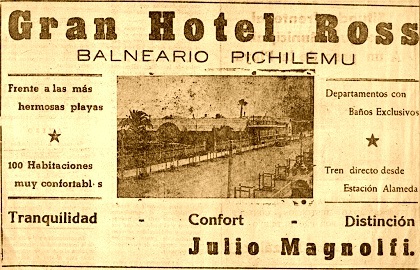 Gran Hotel Ross
BALNEARIO PICHILEMU
Frente a las más
hermosas playas
100 Habitaciones
muy confortabl·s
Departamentos con
Baños Exclusivos
Tren directo desde
Estación Alameda
Tranquilidad - Confort - Distinción
Julio Magnolfi.